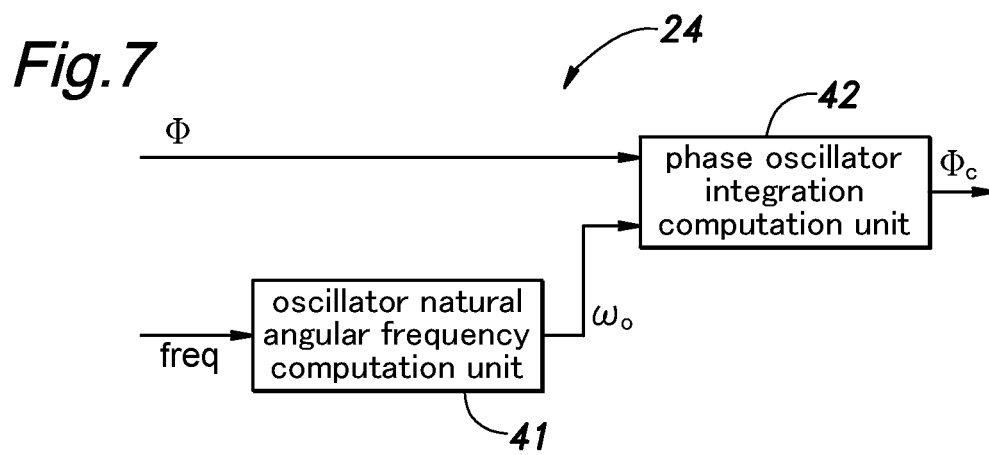 Fig.7
24
Φ
42
phase oscillator
integration
computation unit
Φc
oscillator natural
angular frequency
computation unit
ωo
freq
41